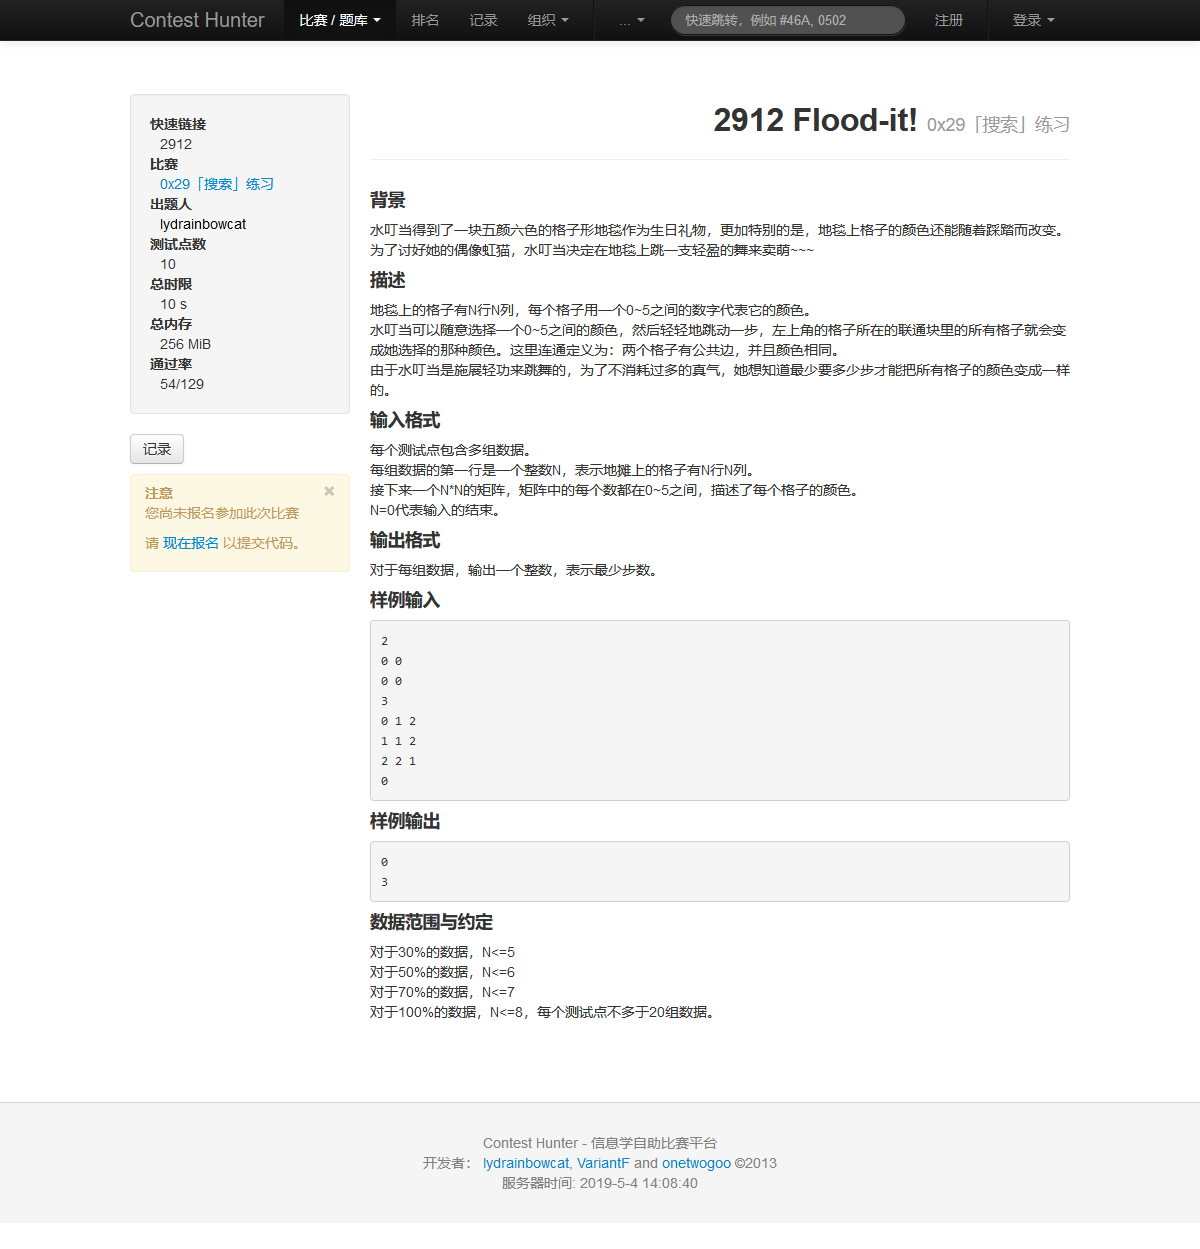 Contest Hunter 比赛 / 题库 排名 记录 组织 ... 快速跳转，例如 #46A, 0502 注册 登录
快速链接
2912
比赛
0x29「搜索」练习
出题人
lydrainbowcat
测试点数
10
总时限
10 s
总内存
256 MiB
通过率
54/129
记录
注意 ×
您尚未报名参加此次比赛
请 现在报名 以提交代码。
2912 Flood-it! 0x29「搜索」练习
背景
水叮当得到了一块五颜六色的格子形地毯作为生日礼物，更加特别的是，地毯上格子的颜色还能随着踩踏而改变。
为了讨好她的偶像虹猫，水叮当决定在地毯上跳一支轻盈的舞来卖萌~~~
描述
地毯上的格子有N行N列，每个格子用一个0~5之间的数字代表它的颜色。
水叮当可以随意选择一个0~5之间的颜色，然后轻轻地跳动一步，左上角的格子所在的联通块里的所有格子就会变
成她选择的那种颜色。这里连通定义为：两个格子有公共边，并且颜色相同。
由于水叮当是施展轻功来跳舞的，为了不消耗过多的真气，她想知道最少要多少步才能把所有格子的颜色变成一样
的。
输入格式
每个测试点包含多组数据。
每组数据的第一行是一个整数N，表示地摊上的格子有N行N列。
接下来一个N*N的矩阵，矩阵中的每个数都在0~5之间，描述了每个格子的颜色。
N=0代表输入的结束。
输出格式
对于每组数据，输出一个整数，表示最少步数。
样例输入
2
0 0
0 0
3
0 1 2
1 1 2
2 2 1
0
样例输出
0
3
数据范围与约定
对于30%的数据，N<=5
对于50%的数据，N<=6
对于70%的数据，N<=7
对于100%的数据，N<=8，每个测试点不多于20组数据。
Contest Hunter - 信息学自助比赛平台
开发者： lydrainbowcat, VariantF and onetwogoo ©2013
服务器时间: 2019-5-4 14:08:40